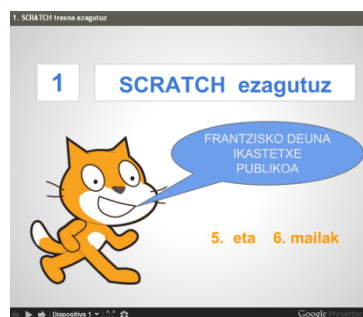 1. SCRATCH tresna ezagutuz
1 SCRATCH ezagutuz
FRANTZISKO DEUNA
IKASTETXE
PUBLIKOA
5. eta 6. mailak
Diapositiva 1
Google